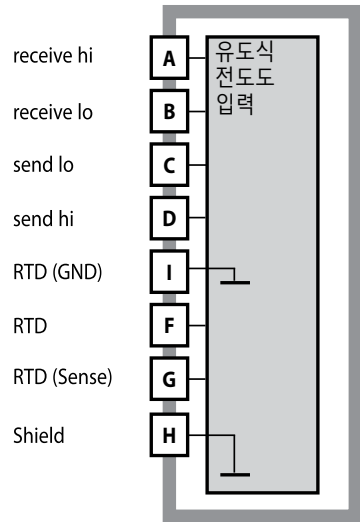 receive hi A 유도식
전도도
receive lo B 입력
send lo C
send hi D
RTD (GND) I
RTD F
RTD (Sense) G
Shield H